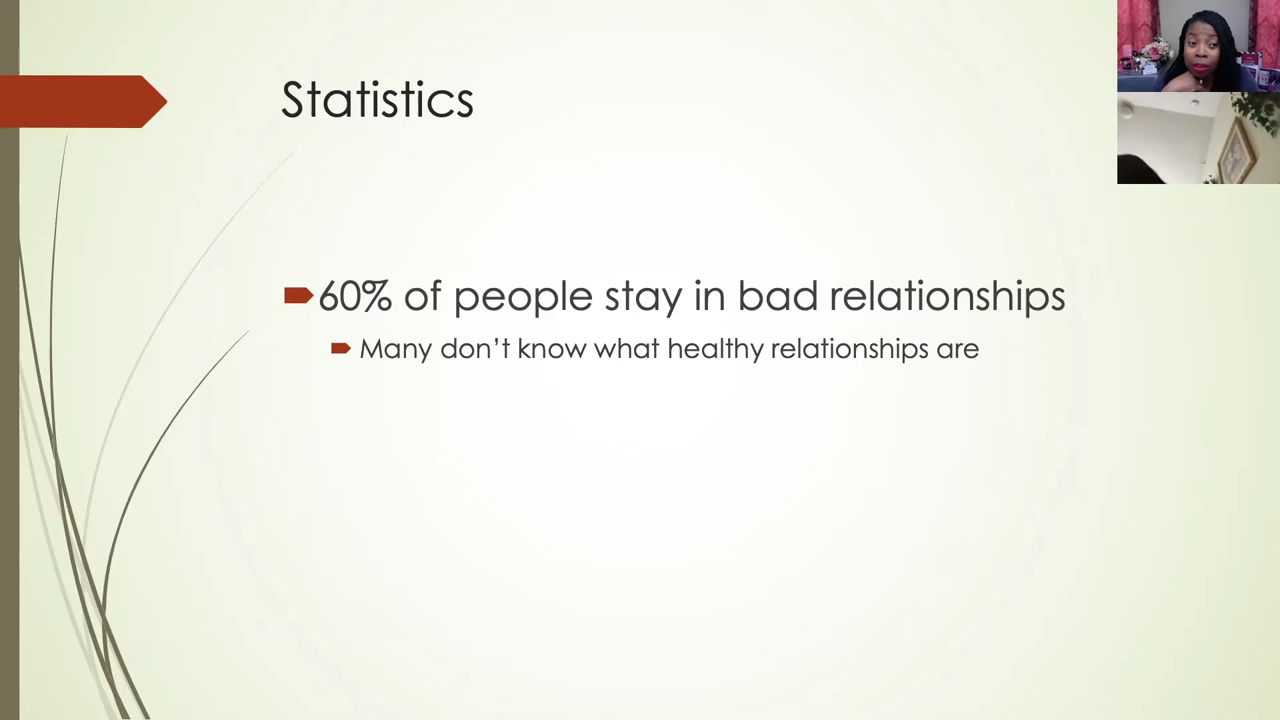 Statistics
60% of people stay in bad relationships
Many don’t know what healthy relationships are